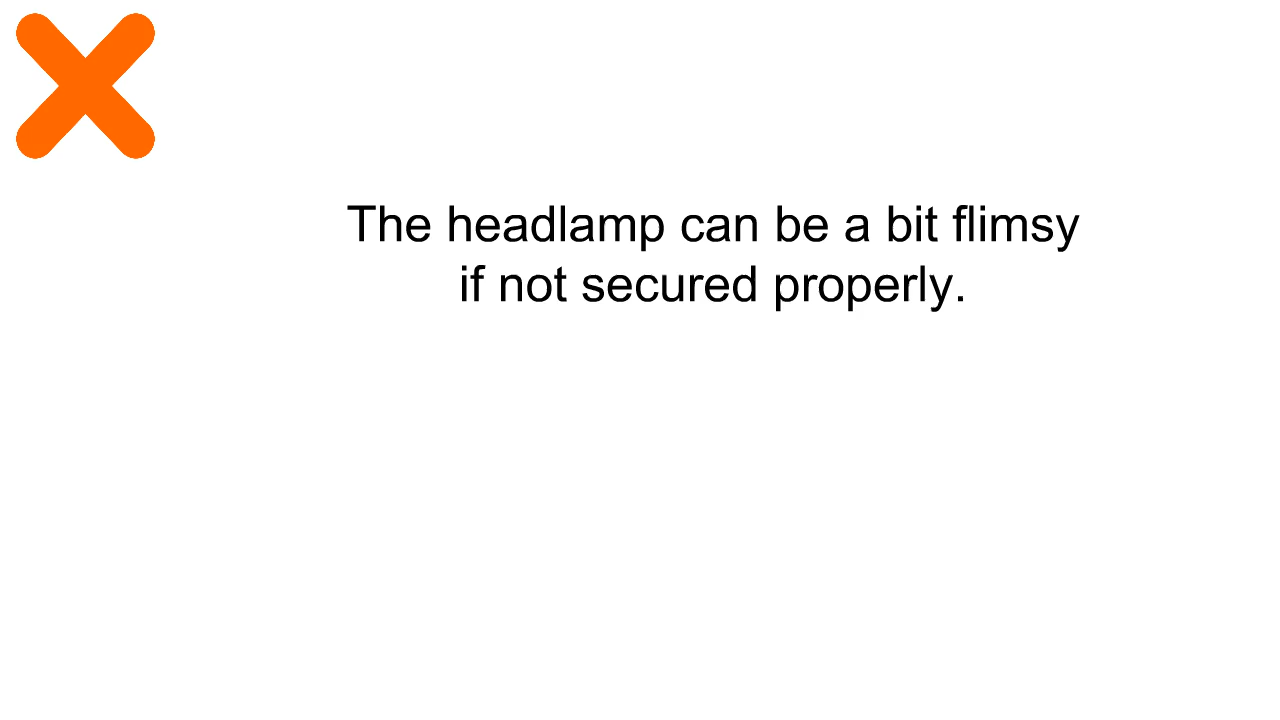 The headlamp can be a bit flimsy
if not secured properly.